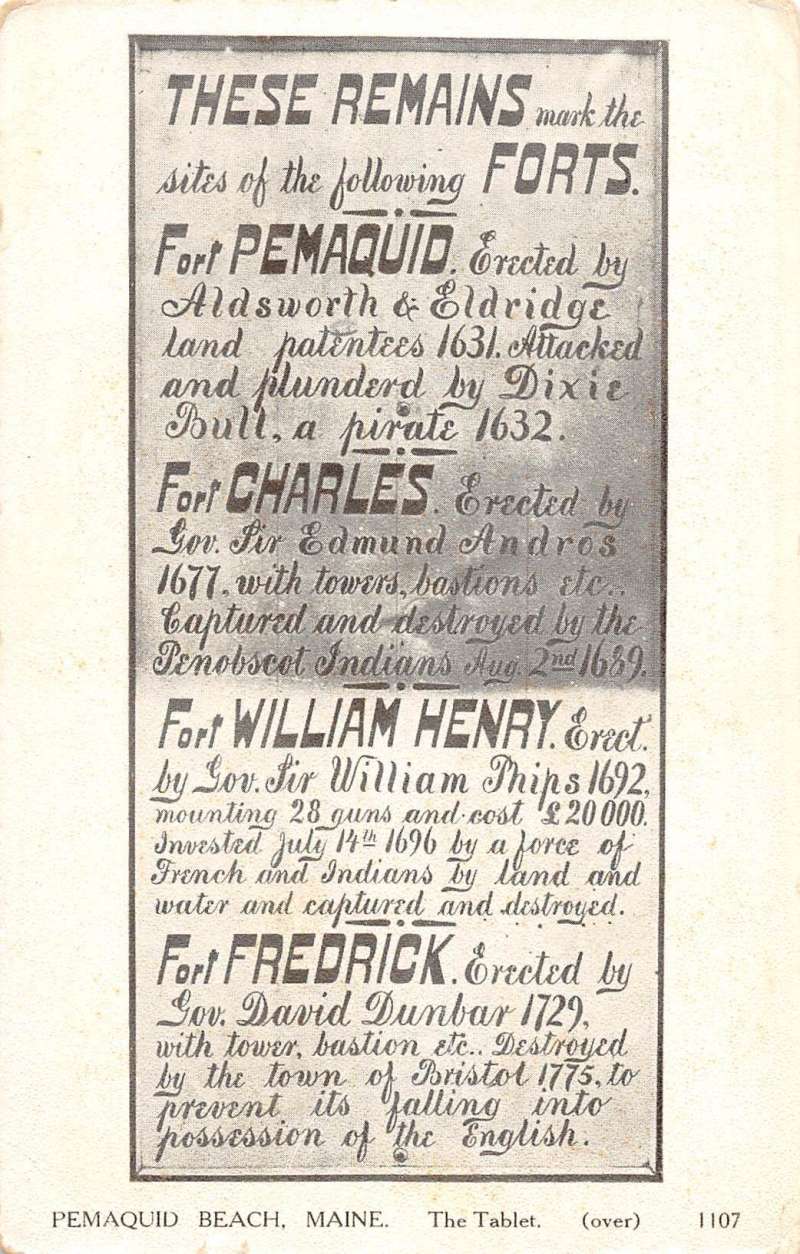 THESE REMAINS mark the
sites of the following FORTS.
Fort PEMAQUID. Erected by
Aldsworth & Eldridge
land patentees 1631. Attacked
and plunderd by Dixie
Bull, a pirate 1632.
Fort CHARLES. Erected by
Gov. Sir Edmund Andros
1677, with towers, bastions etc..
Captured and destroyed by the
Penobscot Indians Aug. 2nd 1689.
Fort WILLIAM HENRY. Erect.
by Gov. Sir William Phips 1692,
mounting 28 guns and cost £20000.
Invested July 14th 1696 by a force of
French and Indians by land and
water and captured and destroyed.
Fort FREDRICK. Erected by
Gov. David Dunbar 1729,
with tower, bastion etc.. Destroyed
by the town of Bristol 1775, to
prevent its falling into
possession of the English.
PEMAQUID BEACH, MAINE. The Tablet. (over) 1107